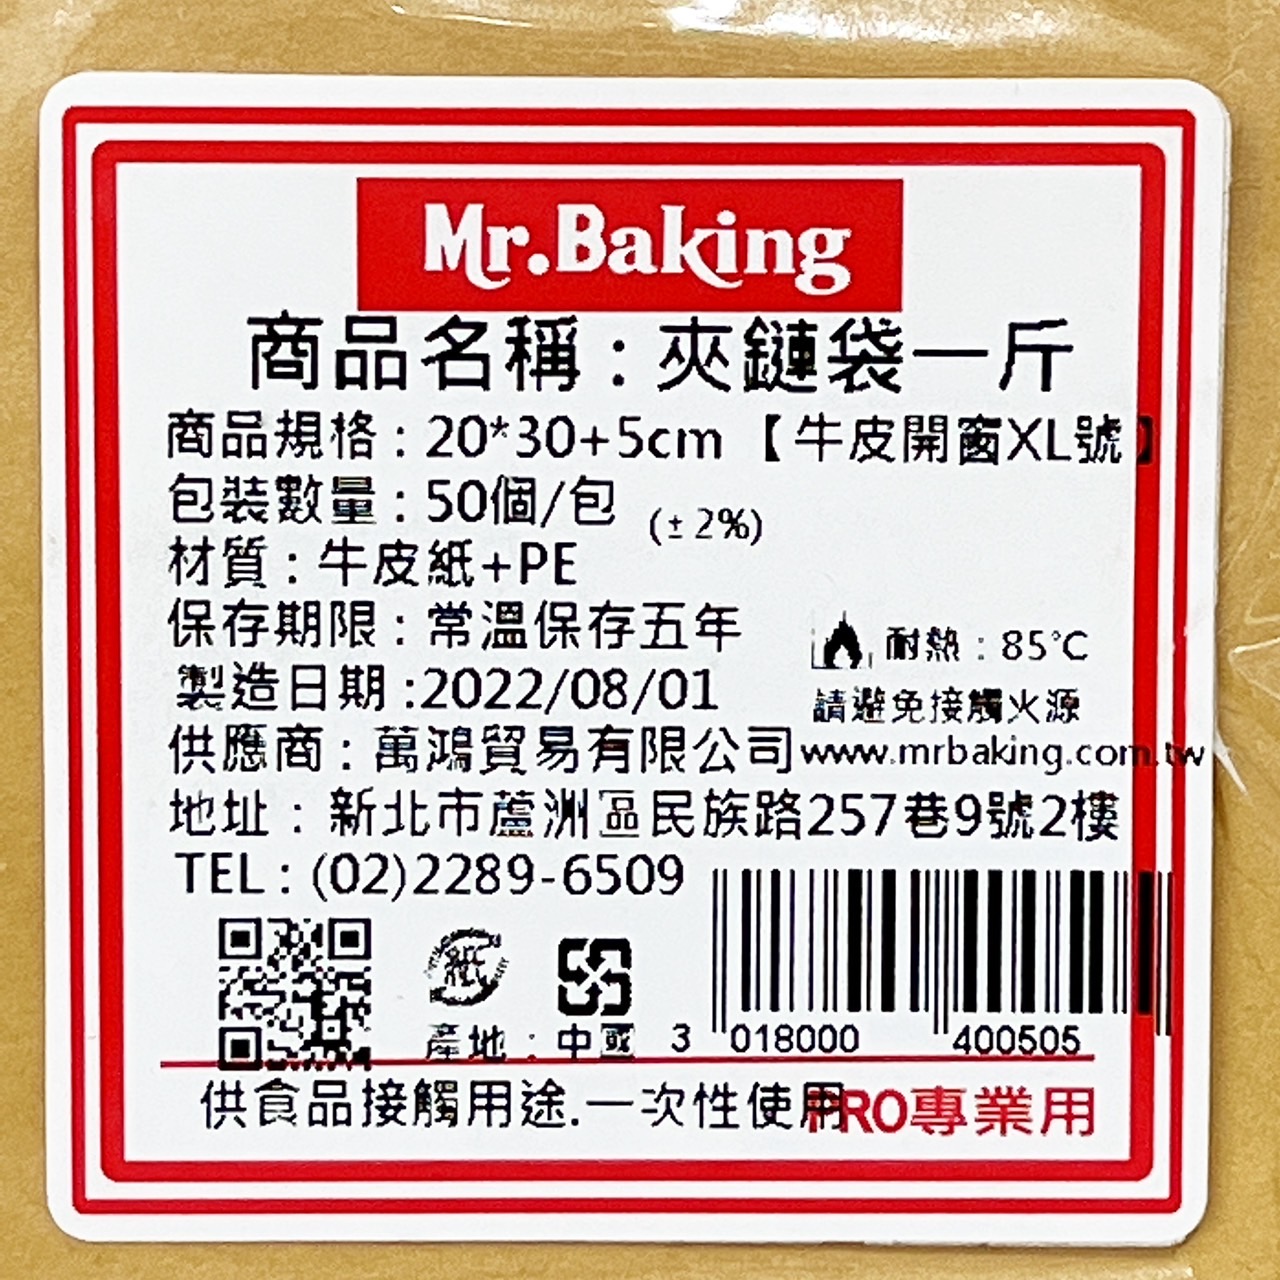 Mr.Baking
商品名稱：夾鏈袋一斤
商品規格：20*30+5cm【牛皮開窗XL號】
包裝數量：50個/包 (±2%)
材質：牛皮紙+PE
保存期限：常溫保存五年
耐熱：85℃
製造日期:2022/08/01
請避免接觸火源
供應商：萬鴻貿易有限公司www.mrbaking.com.tw
地址：新北市蘆洲區民族路257巷9號2樓
TEL：(02)2289-6509
紙
產地：中國
3 018000 400505
供食品接觸用途.一次性使用PRO專業用